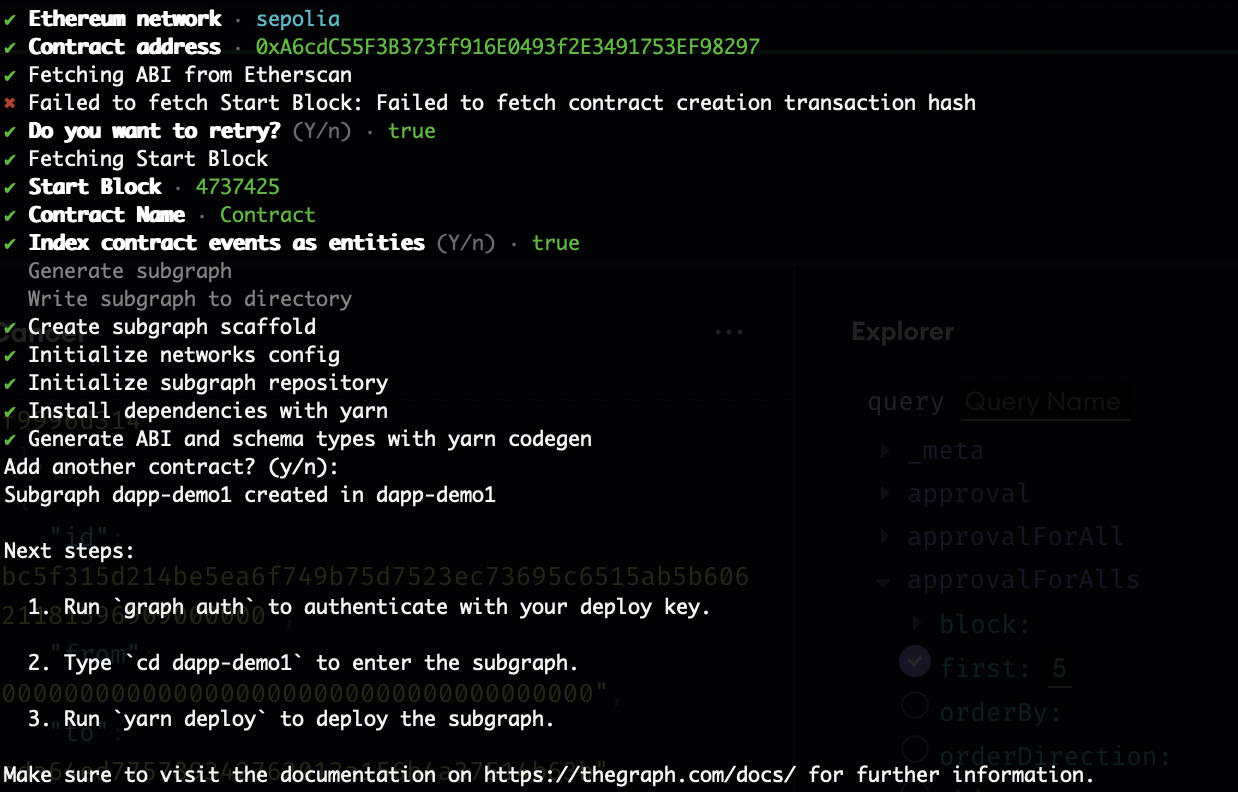 ✔ Ethereum network · sepolia
✔ Contract address · 0xA6cdC55F3B373ff916E0493f2E3491753EF98297
✔ Fetching ABI from Etherscan
✖ Failed to fetch Start Block: Failed to fetch contract creation transaction hash
✔ Do you want to retry? (Y/n) · true
✔ Fetching Start Block
✔ Start Block · 4737425
✔ Contract Name · Contract
✔ Index contract events as entities (Y/n) · true
Generate subgraph
Write subgraph to directory
✔ Create subgraph scaffold
✔ Initialize networks config
✔ Initialize subgraph repository
✔ Install dependencies with yarn
✔ Generate ABI and schema types with yarn codegen
Add another contract? (y/n):
Subgraph dapp-demo1 created in dapp-demo1
Next steps:
1. Run `graph auth` to authenticate with your deploy key.
2. Type `cd dapp-demo1` to enter the subgraph.
3. Run `yarn deploy` to deploy the subgraph.
Make sure to visit the documentation on https://thegraph.com/docs/ for further information.
Cancel
"id":
bc5f315d214be5ea6f749b75d7523ec73695c6515ab5b606
"from"
"to"
Explorer
query Query Name
_meta
approval
approvalForAll
approvalForAlls
block:
first: 5
orderBy:
orderDirection: